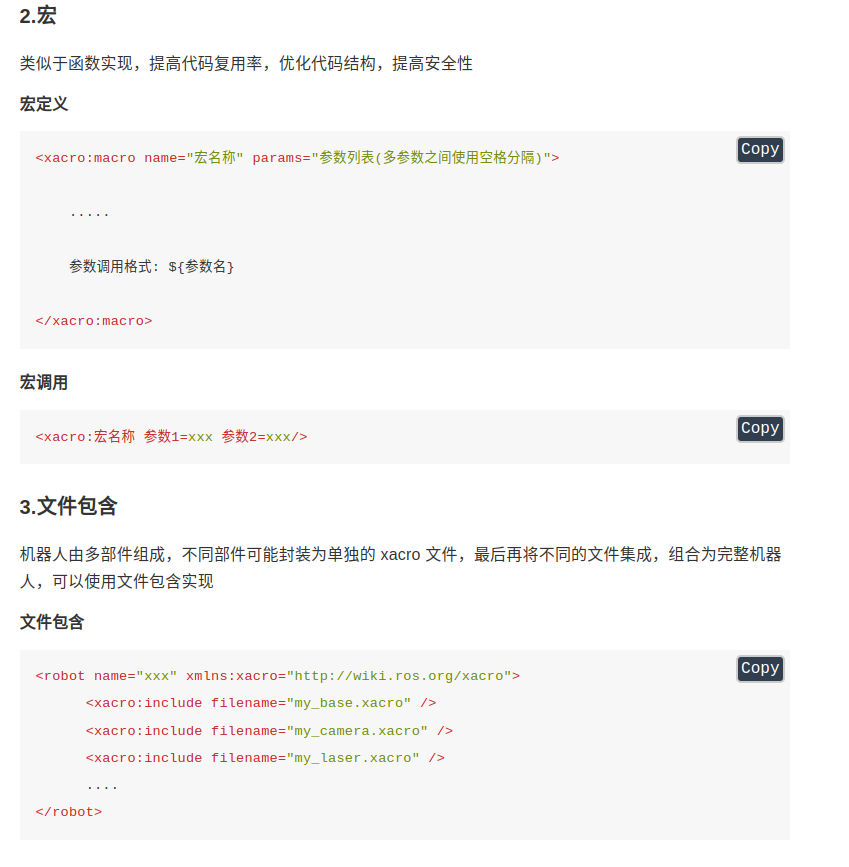 2.宏
类似于函数实现，提高代码复用率，优化代码结构，提高安全性
宏定义
Copy
<xacro:macro name="宏名称" params="参数列表(多参数之间使用空格分隔)">
.....
参数调用格式: ${参数名}
</xacro:macro>
宏调用
Copy
<xacro:宏名称 参数1=xxx 参数2=xxx/>
3.文件包含
机器人由多部件组成，不同部件可能封装为单独的 xacro 文件，最后再将不同的文件集成，组合为完整机器
人，可以使用文件包含实现
文件包含
Copy
<robot name="xxx" xmlns:xacro="http://wiki.ros.org/xacro">
<xacro:include filename="my_base.xacro" />
<xacro:include filename="my_camera.xacro" />
<xacro:include filename="my_laser.xacro" />
....
</robot>